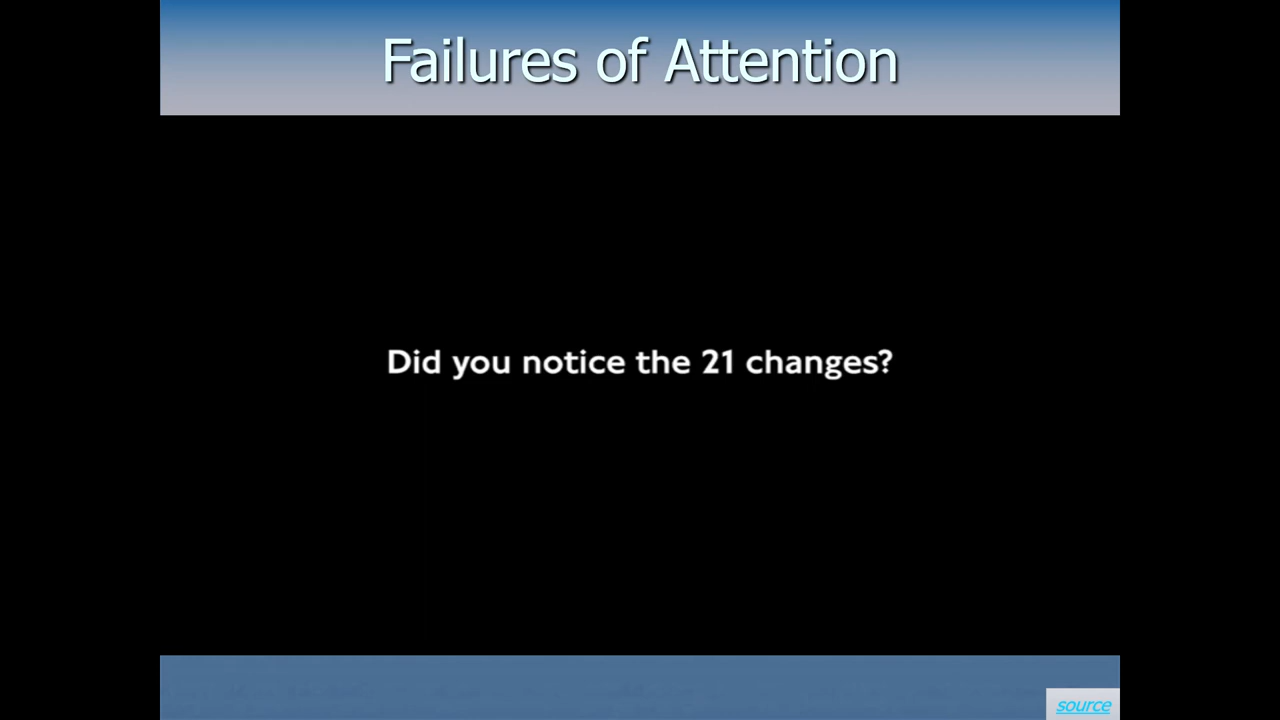 Failures of Attention
Did you notice the 21 changes?
source